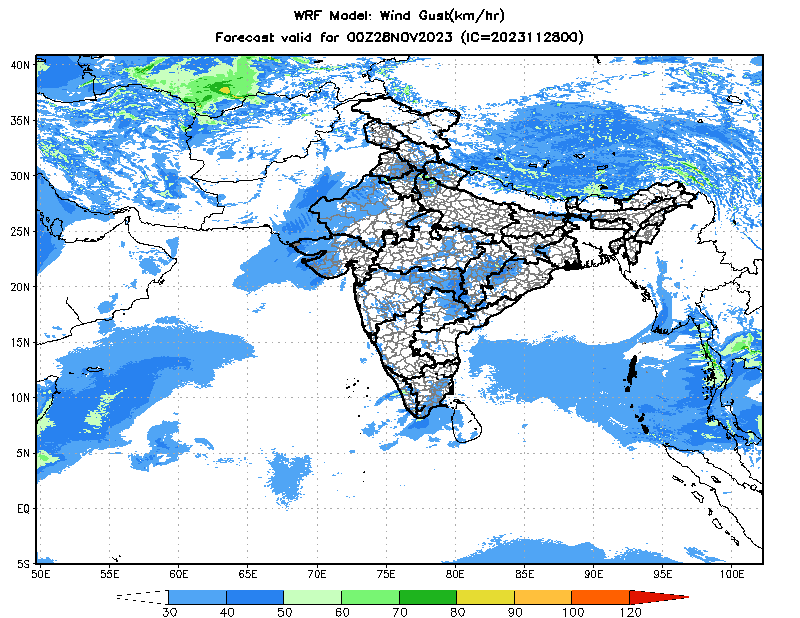 WRF Model: Wind Gust(km/hr)
Forecast valid for 00Z28NOV2023 (IC=2023112800)
40N
35N
30N
25N
20N
15N
10N
5N
EQ
5S
50E 55E 60E 65E 70E 75E 80E 85E 90E 95E 100E
30 40 50 60 70 80 90 100 120